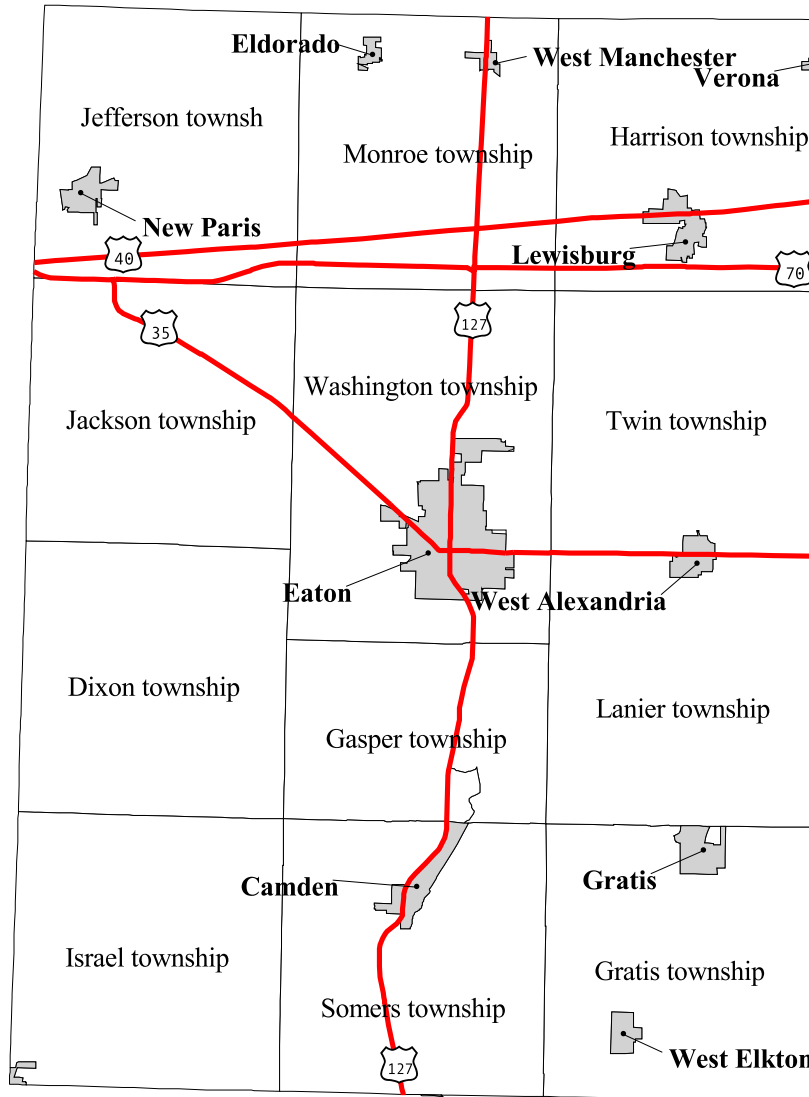 Eldorado
West Manchester
Verona
Jefferson townsh
Monroe township
Harrison township
New Paris
Lewisburg
40
70
35
127
Washington township
Jackson township
Twin township
Eaton
West Alexandria
Dixon township
Lanier township
Gasper township
Camden
Gratis
Israel township
Gratis township
Somers township
West Elkton
127